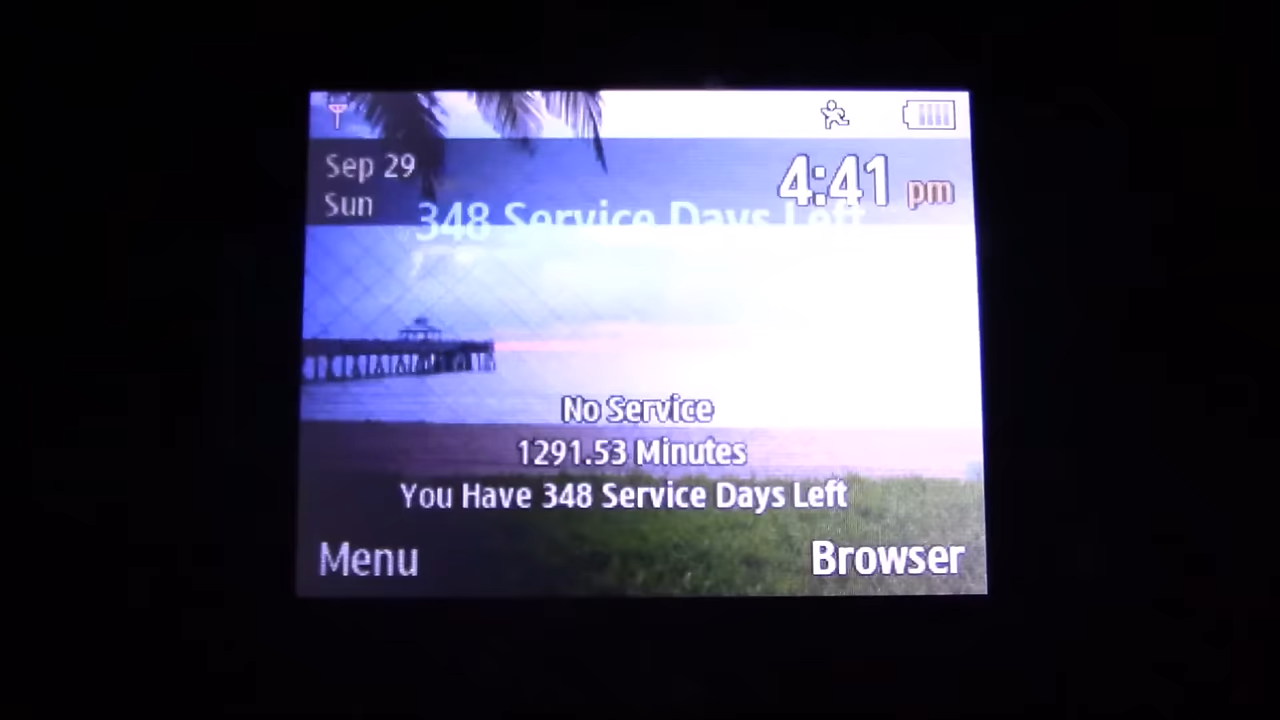 Sep 29
4:41 pm
Sun
348 Service Days Left
No Service
1291.53 Minutes
You Have 348 Service Days Left
Menu
Browser